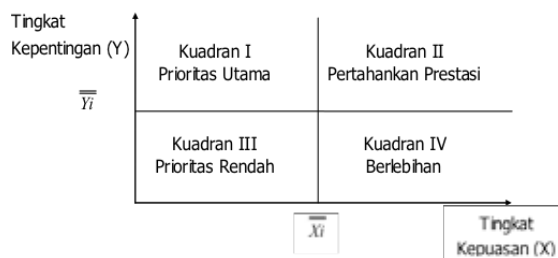 Tingkat
Kepentingan (Y)
Kuadran I
Prioritas Utama
Kuadran II
Pertahankan Prestasi
Yi
Kuadran III
Prioritas Rendah
Kuadran IV
Berlebihan
Xi
Tingkat
Kepuasan (X)